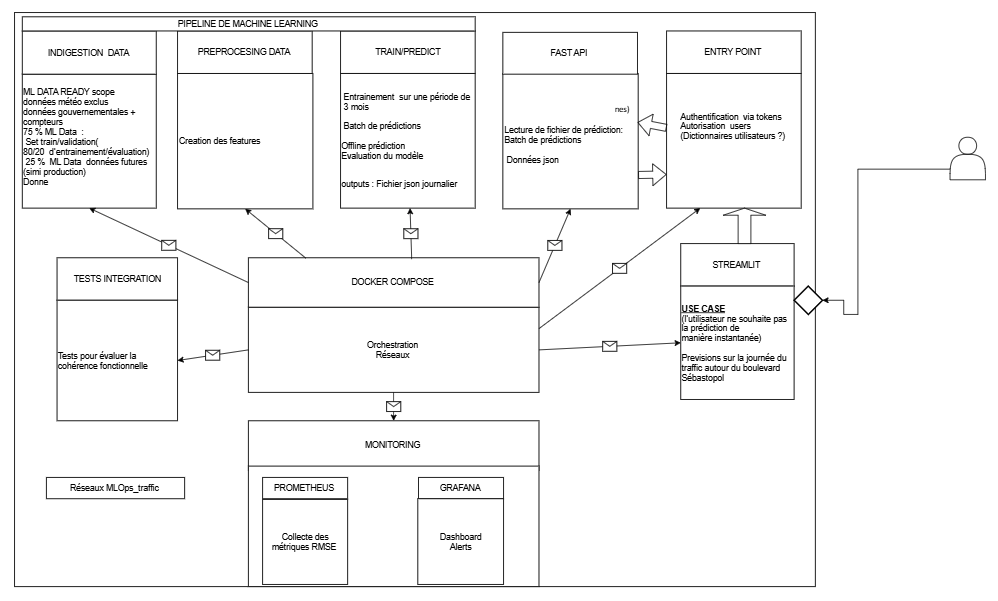 PIPELINE DE MACHINE LEARNING
INDIGESTION DATA
ML DATA READY scope
données météo exclus
données gouvernementales +
compteurs
75 % ML Data :
Set train/validation(
80/20 d'entrainement/évaluation)
25 % ML Data données futures
(simi production)
Donne
PREPROCESING DATA
Creation des features
TRAIN/PREDICT
Entrainement sur une période de
3 mois
Batch de prédictions
Offline prédiction
Evaluation du modèle
outputs : Fichier json journalier
FAST API
nes)
Lecture de fichier de prédiction:
Batch de prédictions
Données json
ENTRY POINT
Authentification via tokens
Autorisation users
(Dictionnaires utilisateurs ?)
TESTS INTEGRATION
Tests pour évaluer la
cohérence fonctionnelle
DOCKER COMPOSE
Orchestration
Réseaux
STREAMLIT
USE CASE
(l'utilisateur ne souhaite pas
la prédiction de
manière instantanée)
Previsions sur la journée du
traffic autour du boulevard
Sébastopol
MONITORING
Réseaux MLOps_traffic
PROMETHEUS
Collecte des
métriques RMSE
GRAFANA
Dashboard
Alerts